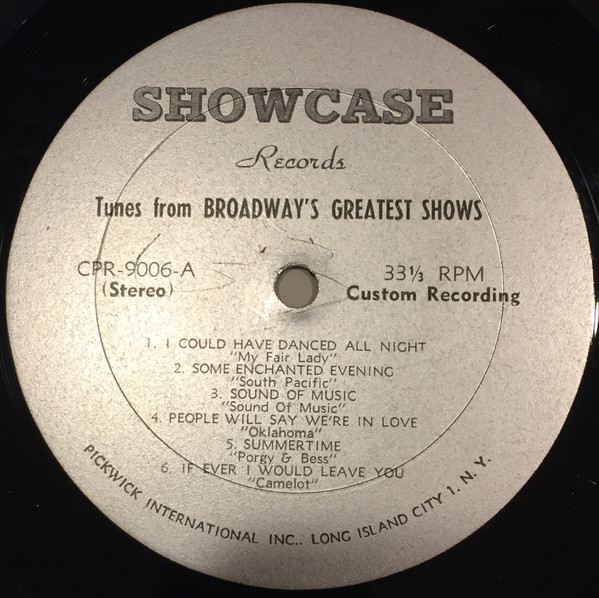 SHOWCASE
Records
Tunes from BROADWAY'S GREATEST SHOWS
CPR-9006-A 33⅓ RPM
(Stereo) Custom Recording
1. I COULD HAVE DANCED ALL NIGHT
"My Fair Lady"
2. SOME ENCHANTED EVENING
"South Pacific"
3. SOUND OF MUSIC
"Sound Of Music"
4. PEOPLE WILL SAY WE'RE IN LOVE
"Oklahoma"
5. SUMMERTIME
"Porgy & Bess"
6. IF EVER I WOULD LEAVE YOU
"Camelot"
PICKWICK INTERNATIONAL INC.. LONG ISLAND CITY 1. N. Y.